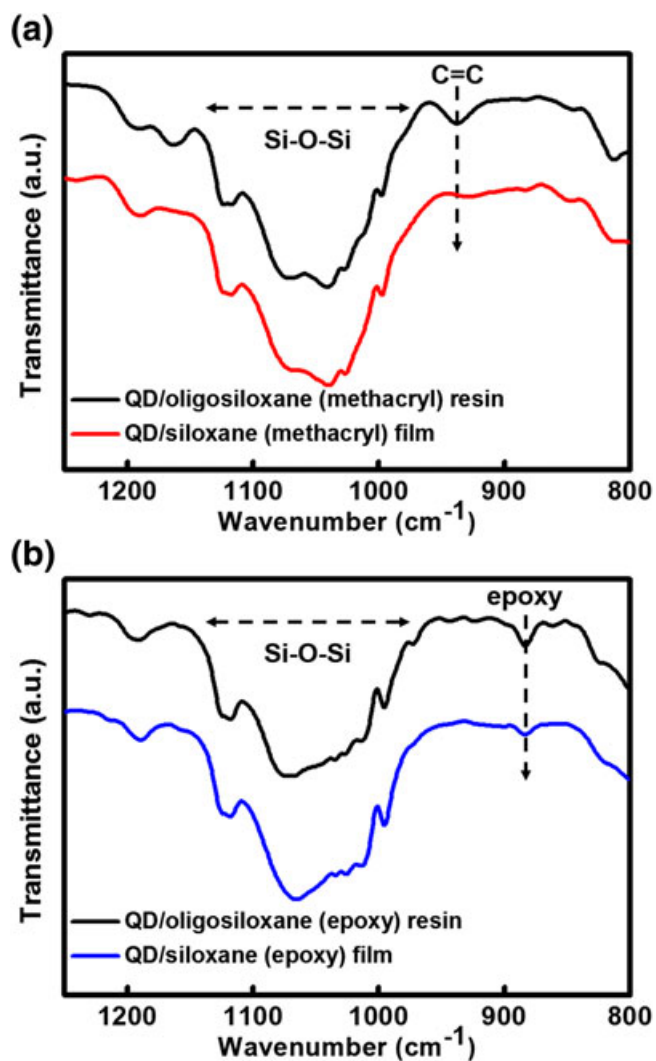 (a)
C=C
Si-O-Si
Transmittance (a.u.)
QD/oligosiloxane (methacryl) resin
QD/siloxane (methacryl) film
1200 1100 1000 900 800
Wavenumber (cm⁻¹)
(b)
epoxy
Si-O-Si
Transmittance (a.u.)
QD/oligosiloxane (epoxy) resin
QD/siloxane (epoxy) film
1200 1100 1000 900 800
Wavenumber (cm⁻¹)